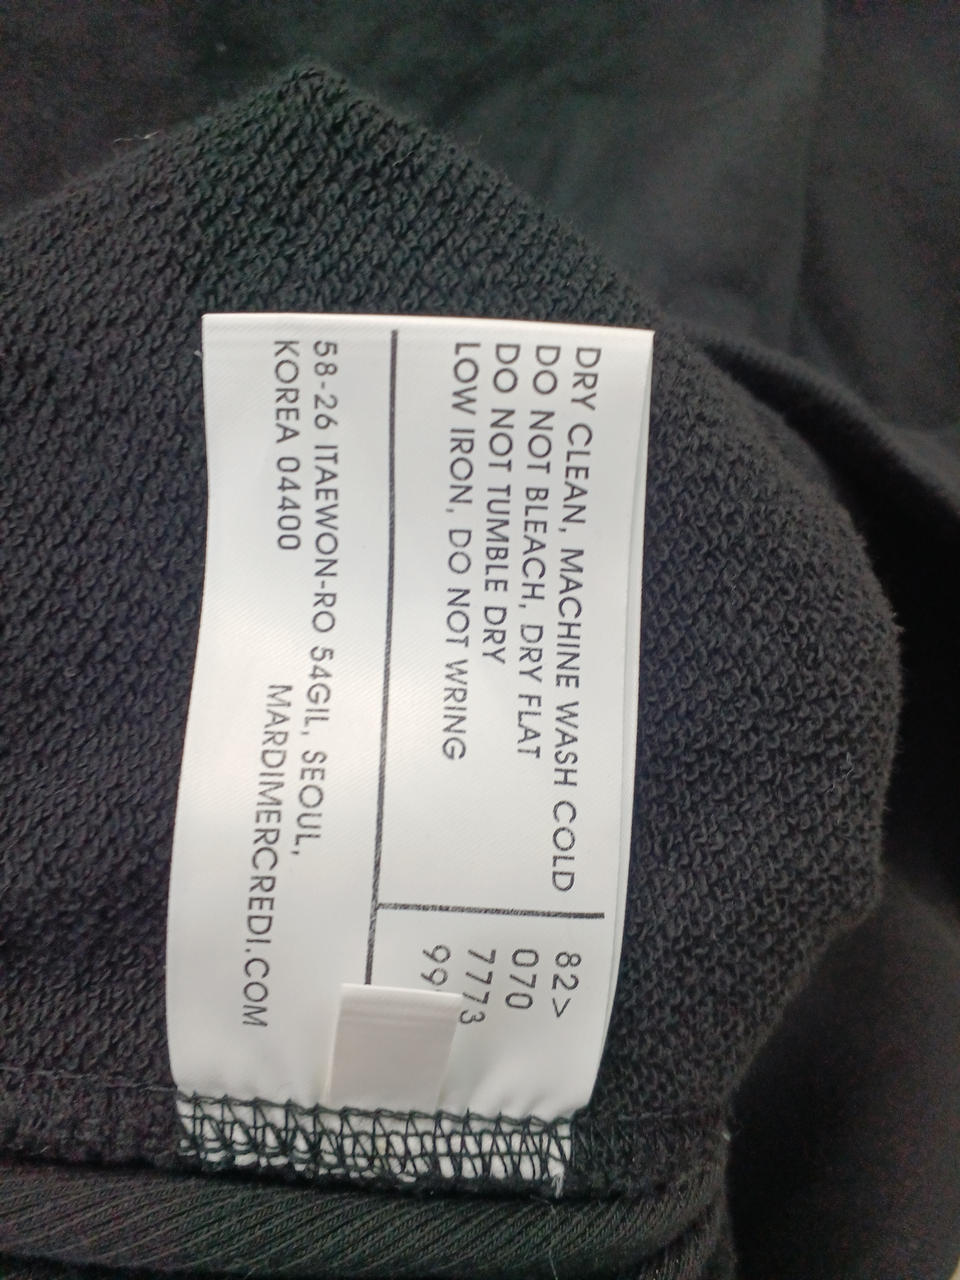 DRY CLEAN, MACHINE WASH COLD
DO NOT BLEACH, DRY FLAT
DO NOT TUMBLE DRY
LOW IRON, DO NOT WRING
82>
070
7773
99
58-26 ITAEWON-RO 54GIL, SEOUL,
KOREA 04400
MARDIMERCREDI.COM